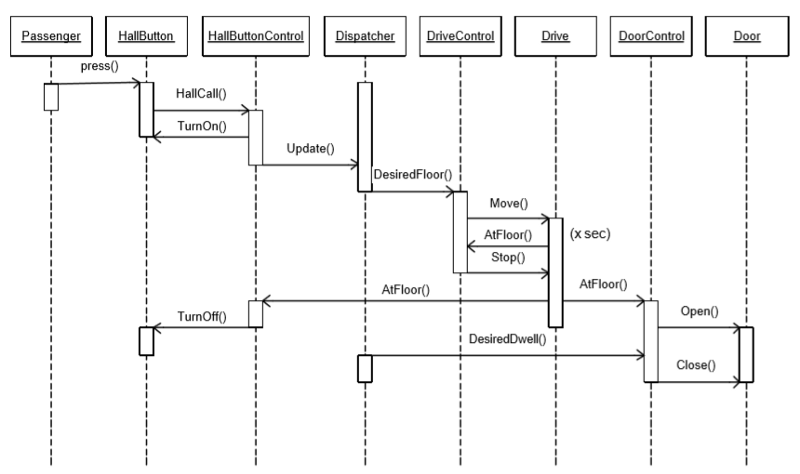 Passenger HallButton HallButtonControl Dispatcher DriveControl Drive DoorControl Door
press()
HallCall()
TurnOn()
Update()
DesiredFloor()
Move()
AtFloor() (x sec)
Stop()
AtFloor() AtFloor()
TurnOff() Open()
DesiredDwell()
Close()